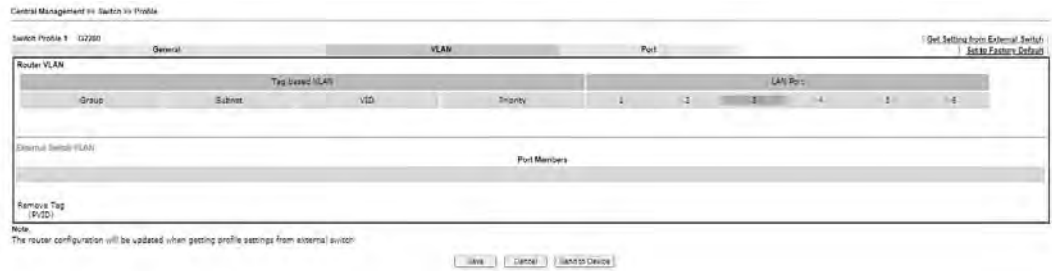 Central Management >> Switch >> Profile
Switch Profile 1 G2280
Get Setting from External Switch
General VLAN Port
Set to Factory Default
Router VLAN
Tag based VLAN LAN Port
Group Subnet VID Priority 1 2 3 4 5 6
External Switch VLAN
Port Members
Remove Tag
(PVID)
Note:
The router configuration will be updated when getting profile settings from external switch
Save Cancel Send to Device